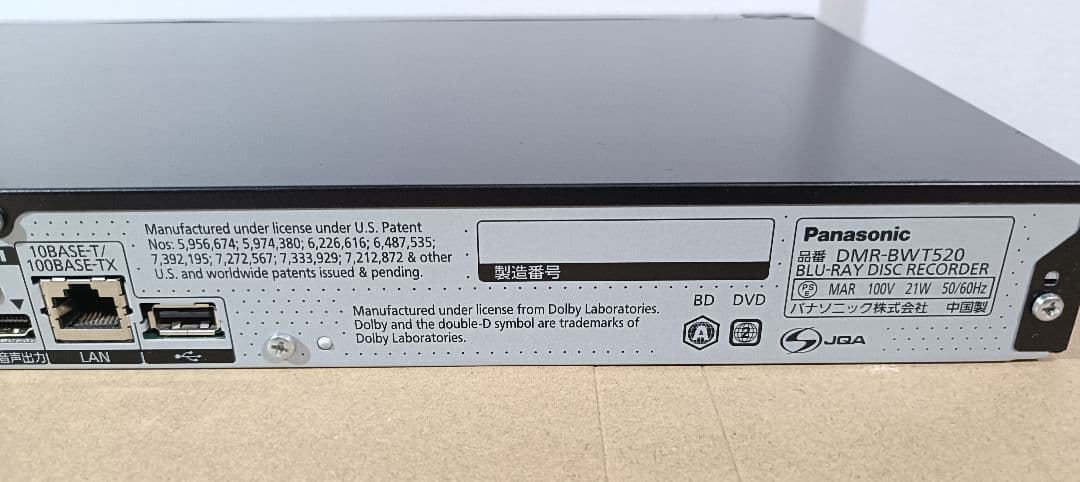 10BASE-T/
100BASE-TX
音声出力
LAN
Manufactured under license under U.S. Patent
Nos: 5,956,674; 5,974,380; 6,226,616; 6,487,535;
7,392,195; 7,272,567; 7,333,929; 7,212,872 & other
U.S. and worldwide patents issued & pending.
Manufactured under license from Dolby Laboratories.
Dolby and the double-D symbol are trademarks of
Dolby Laboratories.
製造番号
BD DVD
A 2
Panasonic
品番 DMR-BWT520
BLU-RAY DISC RECORDER
PSE MAR 100V 21W 50/60Hz
パナソニック株式会社 中国製
JQA